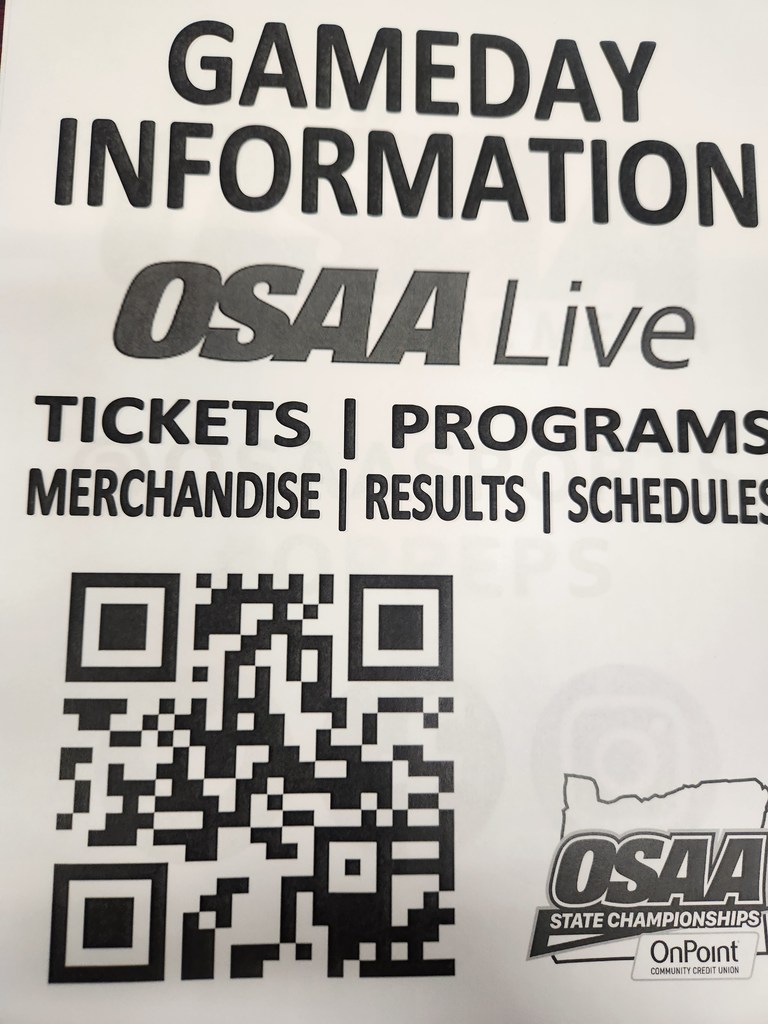 GAMEDAY
INFORMATION
OSAA Live
TICKETS | PROGRAMS
MERCHANDISE | RESULTS | SCHEDULES
OSAA
STATE CHAMPIONSHIPS
OnPoint
COMMUNITY CREDIT UNION